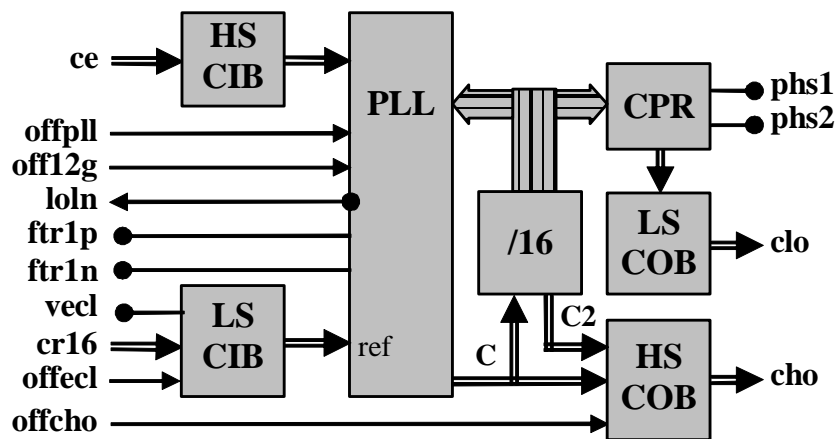 ce
HS
CIB
PLL
CPR
phs1
phs2
offpll
off12g
loln
ftr1p
ftr1n
vecl
cr16
offecl
offcho
LS
CIB
ref
/16
C
C2
LS
COB
clo
HS
COB
cho